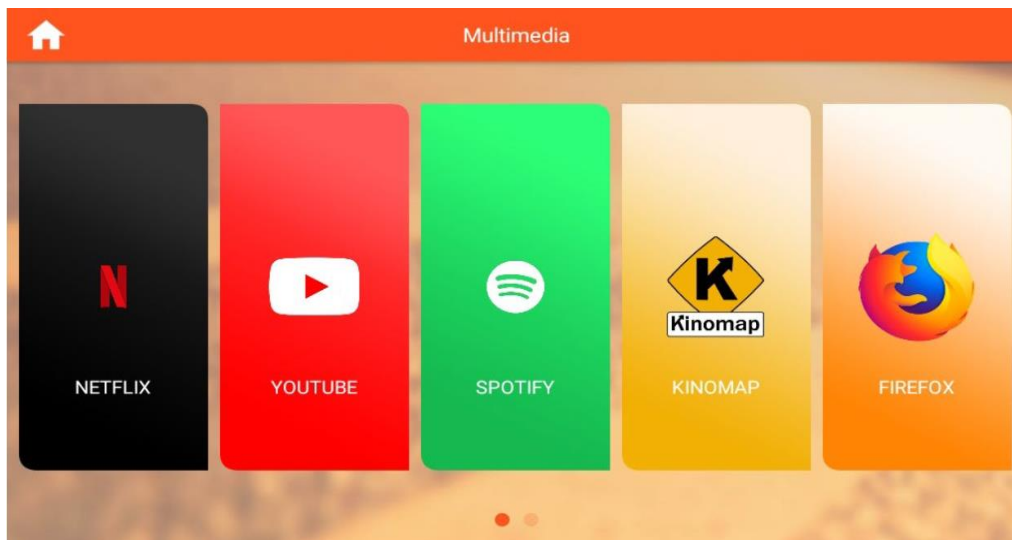 Multimedia
N
K
Kinomap
NETFLIX
YOUTUBE
SPOTIFY
KINOMAP
FIREFOX